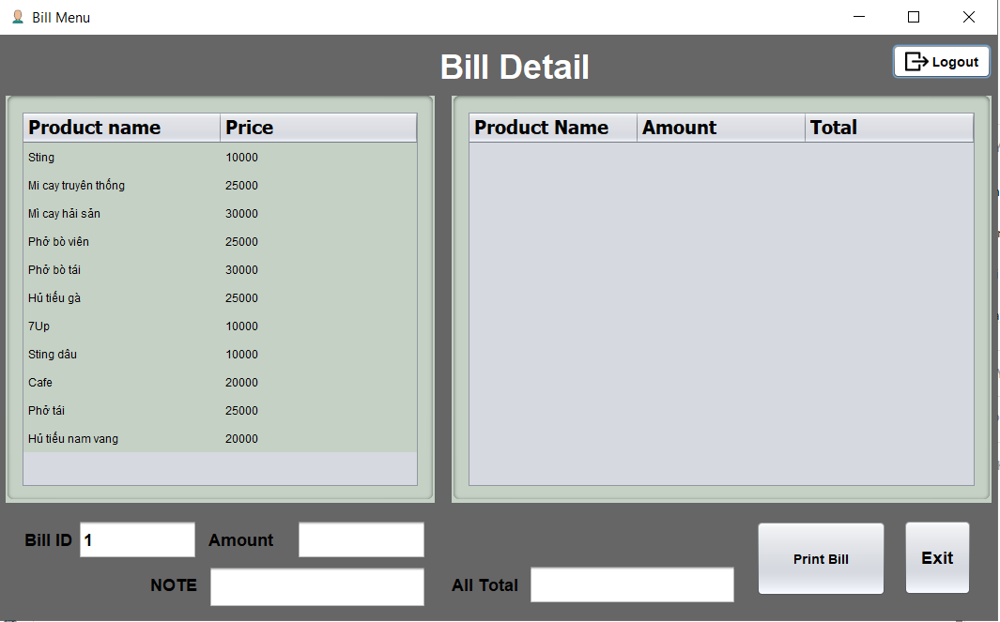 Bill Menu
Bill Detail
Logout
Product name Price
Sting 10000
Mi cay truyên thống 25000
Mì cay hải sản 30000
Phở bò viên 25000
Phở bò tái 30000
Hủ tiếu gà 25000
7Up 10000
Sting dâu 10000
Cafe 20000
Phở tái 25000
Hủ tiếu nam vang 20000
Product Name Amount Total
Bill ID 1 Amount
NOTE
All Total
Print Bill
Exit